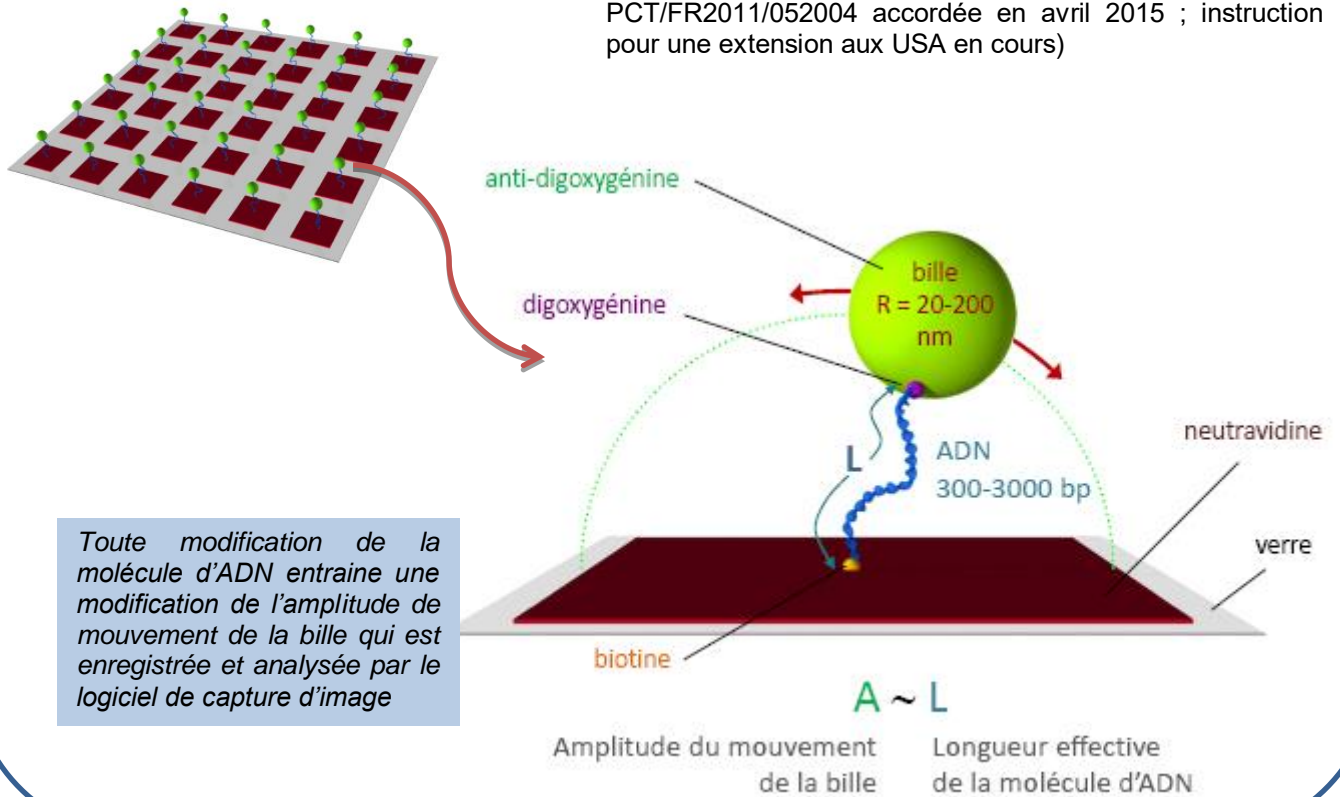 PCT/FR2011/052004 accordée en avril 2015 ; instruction
pour une extension aux USA en cours)
anti-digoxygénine
bille
R = 20-200
nm
digoxygénine
neutravidine
L
ADN
300-3000 bp
verre
Toute modification de la
molécule d'ADN entraine une
modification de l'amplitude de
mouvement de la bille qui est
enregistrée et analysée par le
logiciel de capture d'image
biotine
A ~ L
Amplitude du mouvement
de la bille
Longueur effective
de la molécule d'ADN